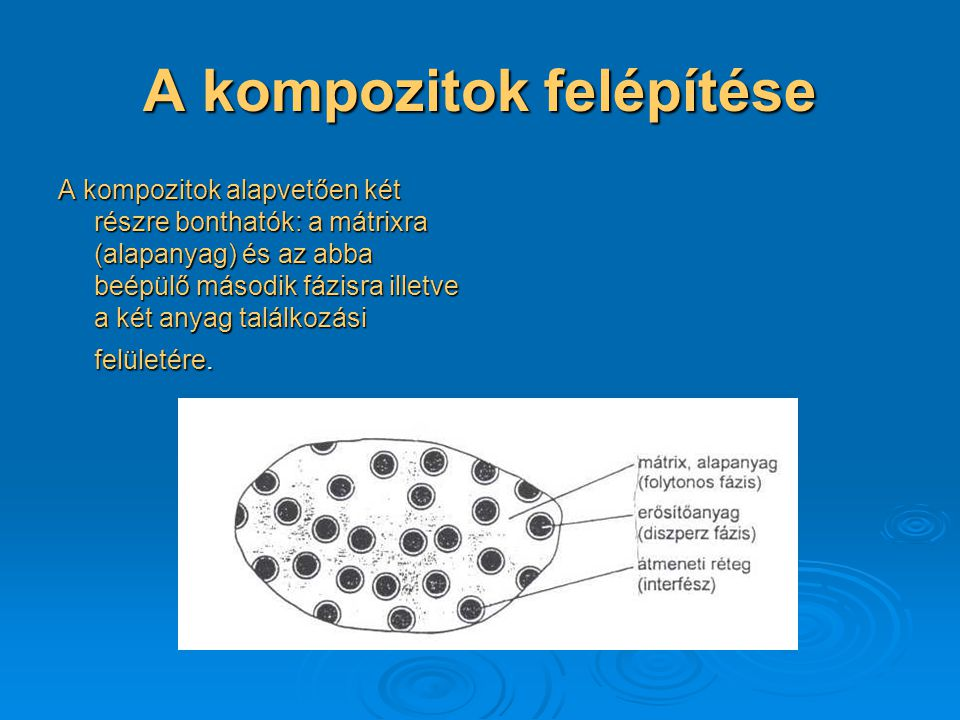 A kompozitok felépítése
A kompozitok alapvetően két
részre bonthatók: a mátrixra
(alapanyag) és az abba
beépülő második fázisra illetve
a két anyag találkozási
felületére.
mátrix, alapanyag
(folytonos fázis)
erősítőanyag
(diszperz fázis)
átmeneti réteg
(interfész)